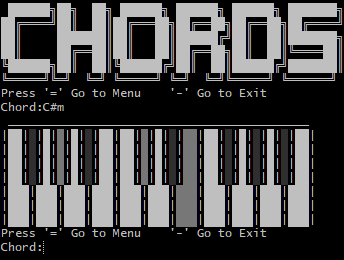 CHORDS
Press '=' Go to Menu '-' Go to Exit
Chord:C#m
Press '=' Go to Menu '-' Go to Exit
Chord: